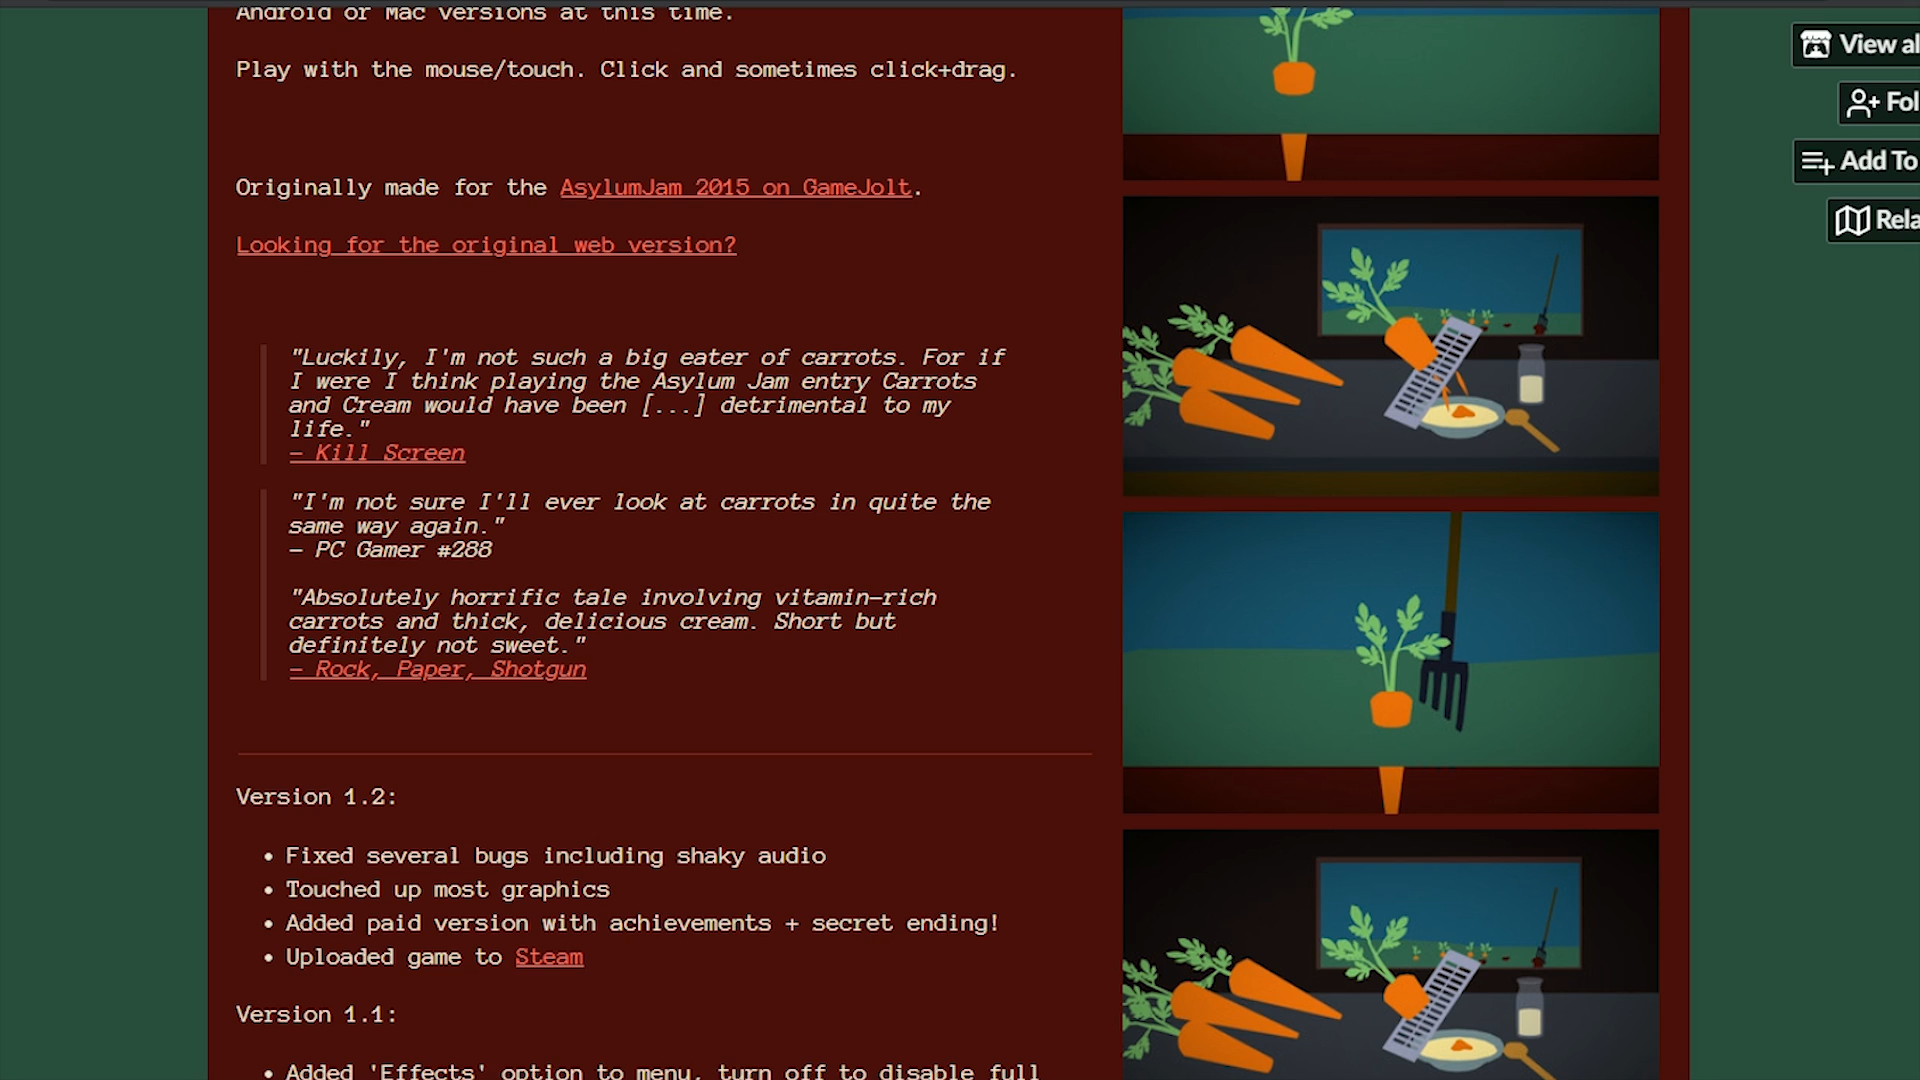 Android or Mac versions at this time.
Play with the mouse/touch. Click and sometimes click+drag.
Originally made for the AsylumJam 2015 on GameJolt.
Looking for the original web version?
"Luckily, I'm not such a big eater of carrots. For if
I were I think playing the Asylum Jam entry Carrots
and Cream would have been [...] detrimental to my
life."
— Kill Screen
"I'm not sure I'll ever look at carrots in quite the
same way again."
— PC Gamer #288
"Absolutely horrific tale involving vitamin-rich
carrots and thick, delicious cream. Short but
definitely not sweet."
— Rock, Paper, Shotgun
Version 1.2:
• Fixed several bugs including shaky audio
• Touched up most graphics
• Added paid version with achievements + secret ending!
• Uploaded game to Steam
Version 1.1:
• Added 'Effects' option to menu, turn off to disable full
View al
Fol
Add To
Rela